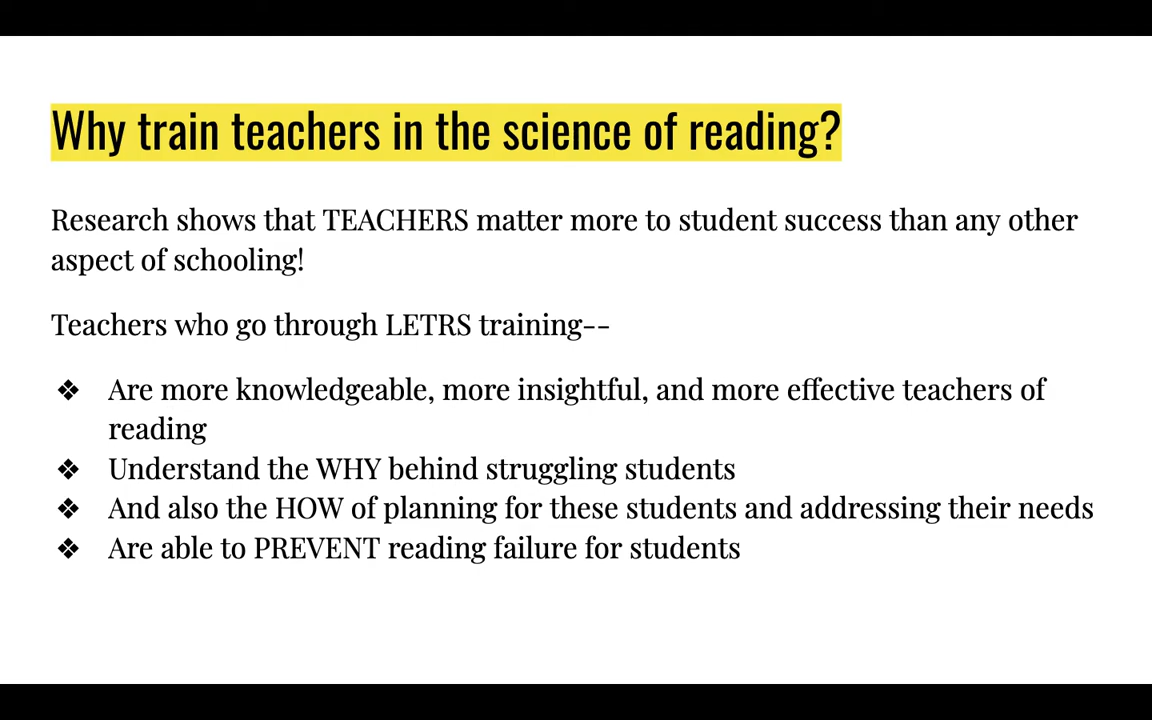 Why train teachers in the science of reading?
Research shows that TEACHERS matter more to student success than any other
aspect of schooling!
Teachers who go through LETRS training--
❖ Are more knowledgeable, more insightful, and more effective teachers of
reading
❖ Understand the WHY behind struggling students
❖ And also the HOW of planning for these students and addressing their needs
❖ Are able to PREVENT reading failure for students